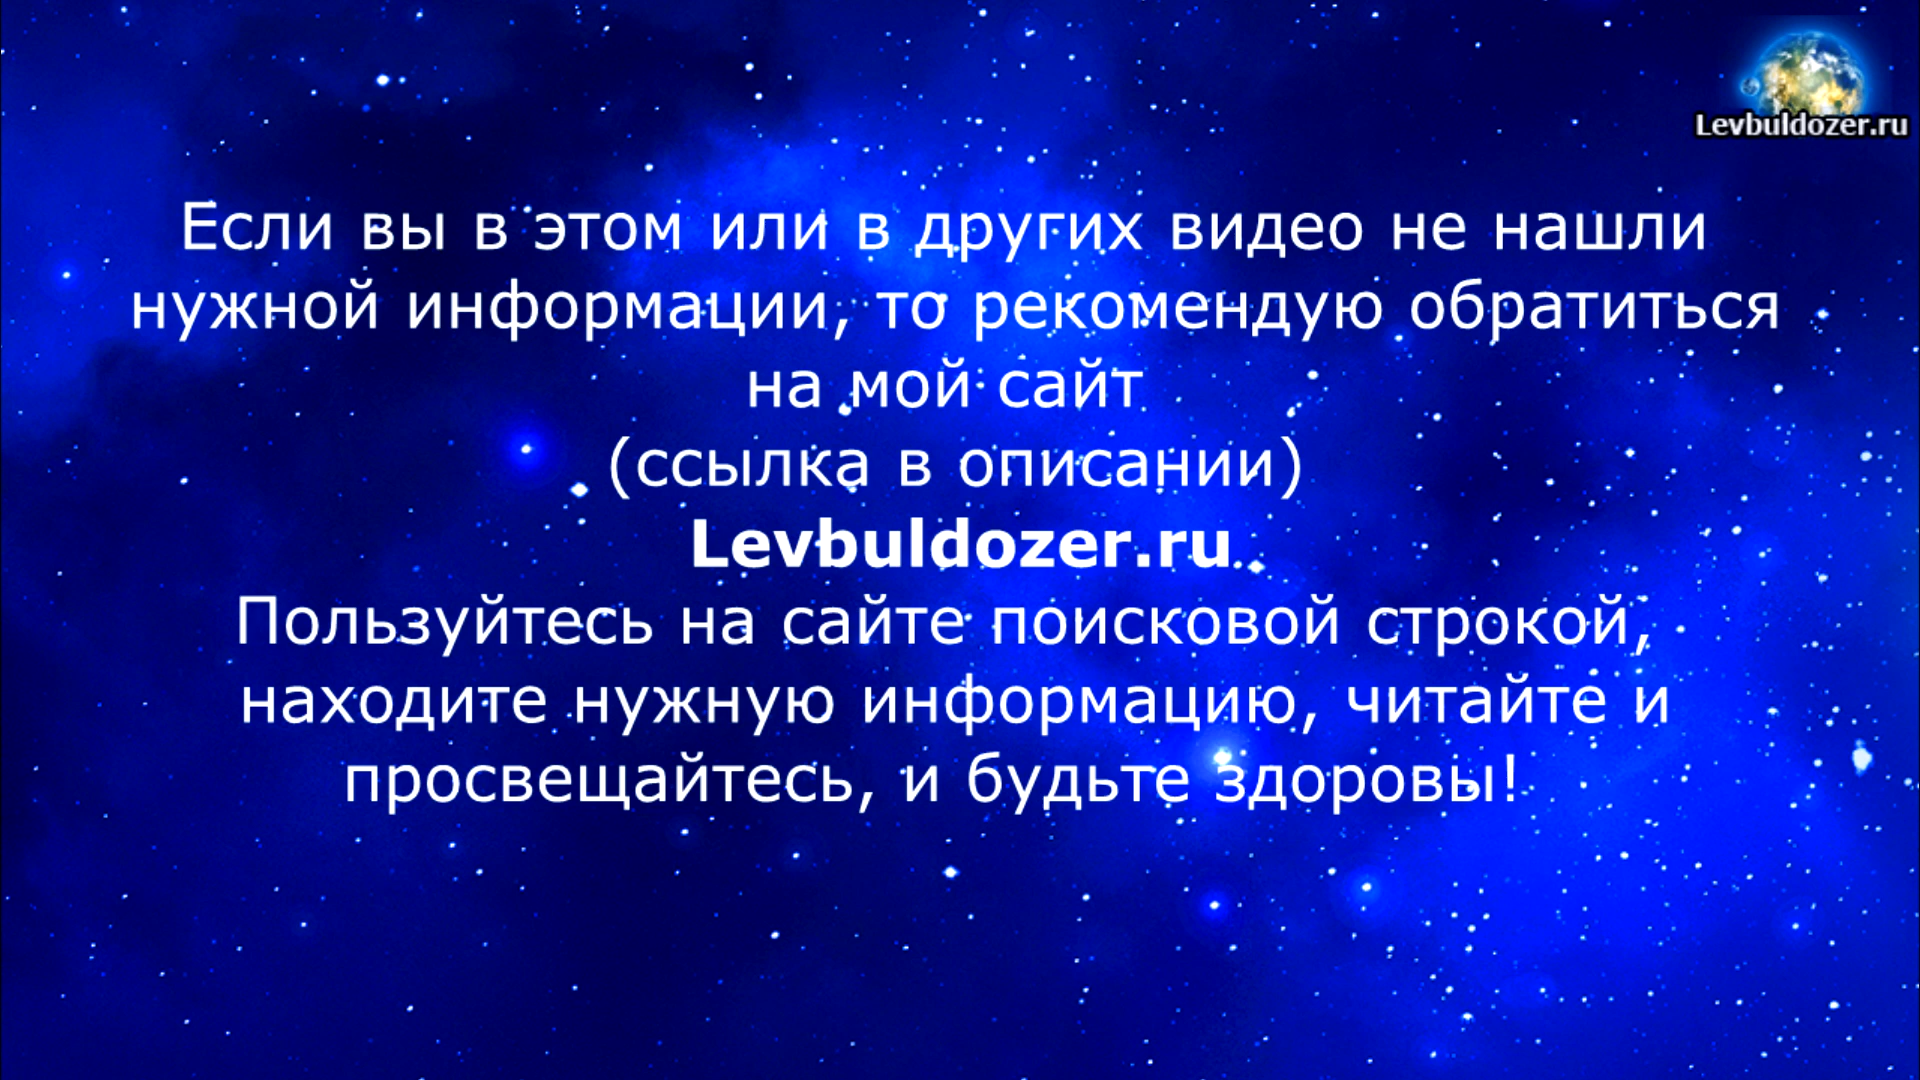 Levbuldozer.ru
Если вы в этом или в других видео не нашли
нужной информации, то рекомендую обратиться
на мой сайт
(ссылка в описании)
Levbuldozer.ru
Пользуйтесь на сайте поисковой строкой,
находите нужную информацию, читайте и
просвещайтесь, и будьте здоровы!